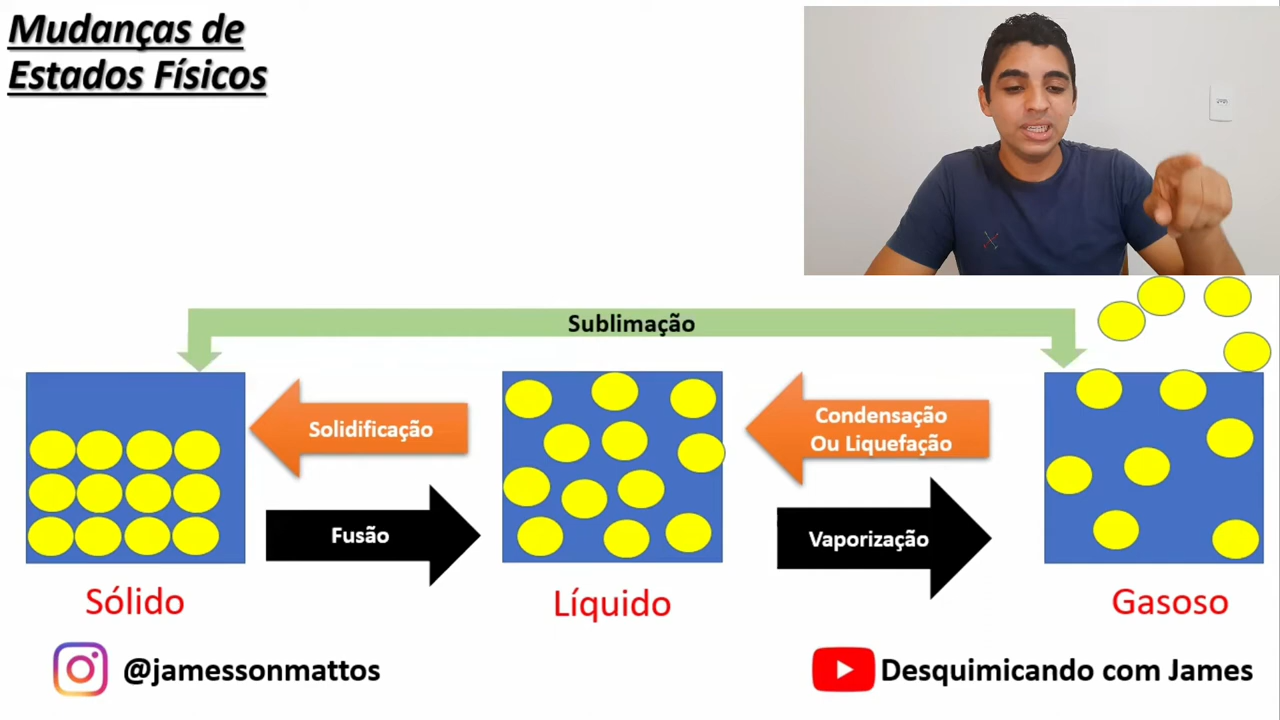 Mudanças de
Estados Físicos
Sublimação
Solidificação
Condensação
Ou Liquefação
Fusão
Vaporização
Sólido
Líquido
Gasoso
@jamessonmattos
Desquimicando com James